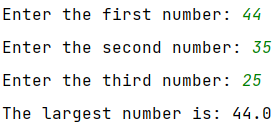 Enter the first number: 44
Enter the second number: 35
Enter the third number: 25
The largest number is: 44.0